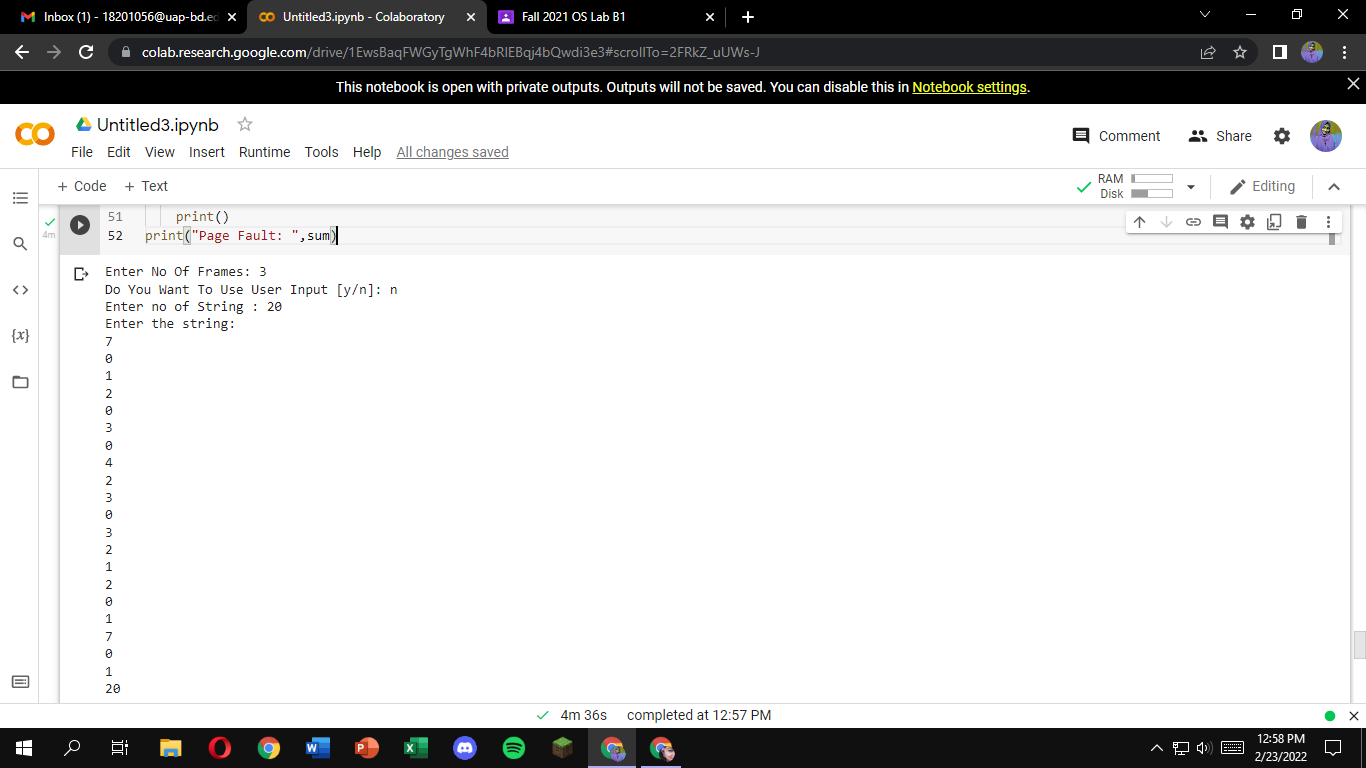 Inbox (1) - 18201056@uap-bd.ed
Untitled3.ipynb - Colaboratory
Fall 2021 OS Lab B1
colab.research.google.com/drive/1EwsBaqFWGyTgWhF4bRlEBqj4bQwdi3e3#scrollTo=2FRkZ_uUWs-J
This notebook is open with private outputs. Outputs will not be saved. You can disable this in Notebook settings.
Untitled3.ipynb
Comment Share
File Edit View Insert Runtime Tools Help All changes saved
+ Code + Text
RAM
Disk
Editing
4m
51 print()
52 print("Page Fault: ",sum)
Enter No Of Frames: 3
Do You Want To Use User Input [y/n]: n
Enter no of String : 20
Enter the string:
7
0
1
2
0
3
0
4
2
3
0
3
2
1
2
0
1
7
0
1
20
4m 36s completed at 12:57 PM
12:58 PM
2/23/2022